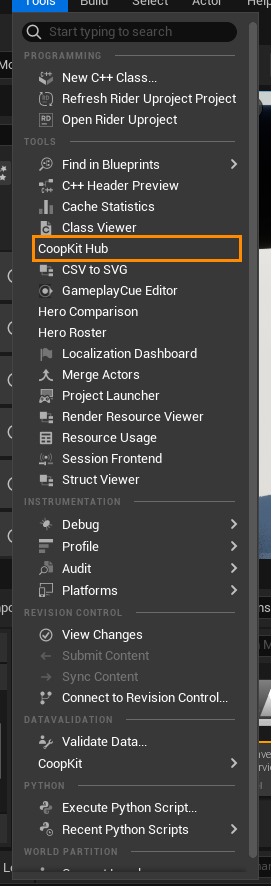 Tools Build Select Actor
Start typing to search
PROGRAMMING
New C++ Class...
Refresh Rider Uproject Project
Open Rider Uproject
TOOLS
Find in Blueprints
C++ Header Preview
Cache Statistics
Class Viewer
CoopKit Hub
CSV to SVG
GameplayCue Editor
Hero Comparison
Hero Roster
Localization Dashboard
Merge Actors
Project Launcher
Render Resource Viewer
Resource Usage
Session Frontend
Struct Viewer
INSTRUMENTATION
Debug
Profile
Audit
Platforms
REVISION CONTROL
View Changes
Submit Content
Sync Content
Connect to Revision Control...
DATAVALIDATION
Validate Data...
CoopKit
PYTHON
Execute Python Script...
Recent Python Scripts
WORLD PARTITION